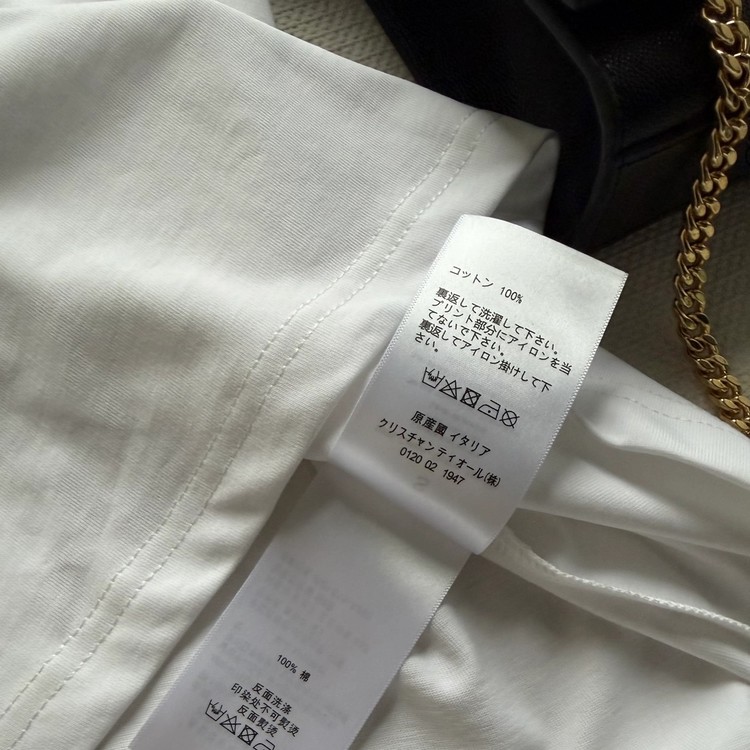 コットン 100%
裏返して洗濯して下さい。
プリント部分にアイロンを当
てないで下さい。
裏返してアイロン掛けして下
さい。
原産國 イタリア
クリスチャンディオール(株)
0120 02 1947
100% 棉
反面洗涤
印染处不可熨烫
反面熨烫